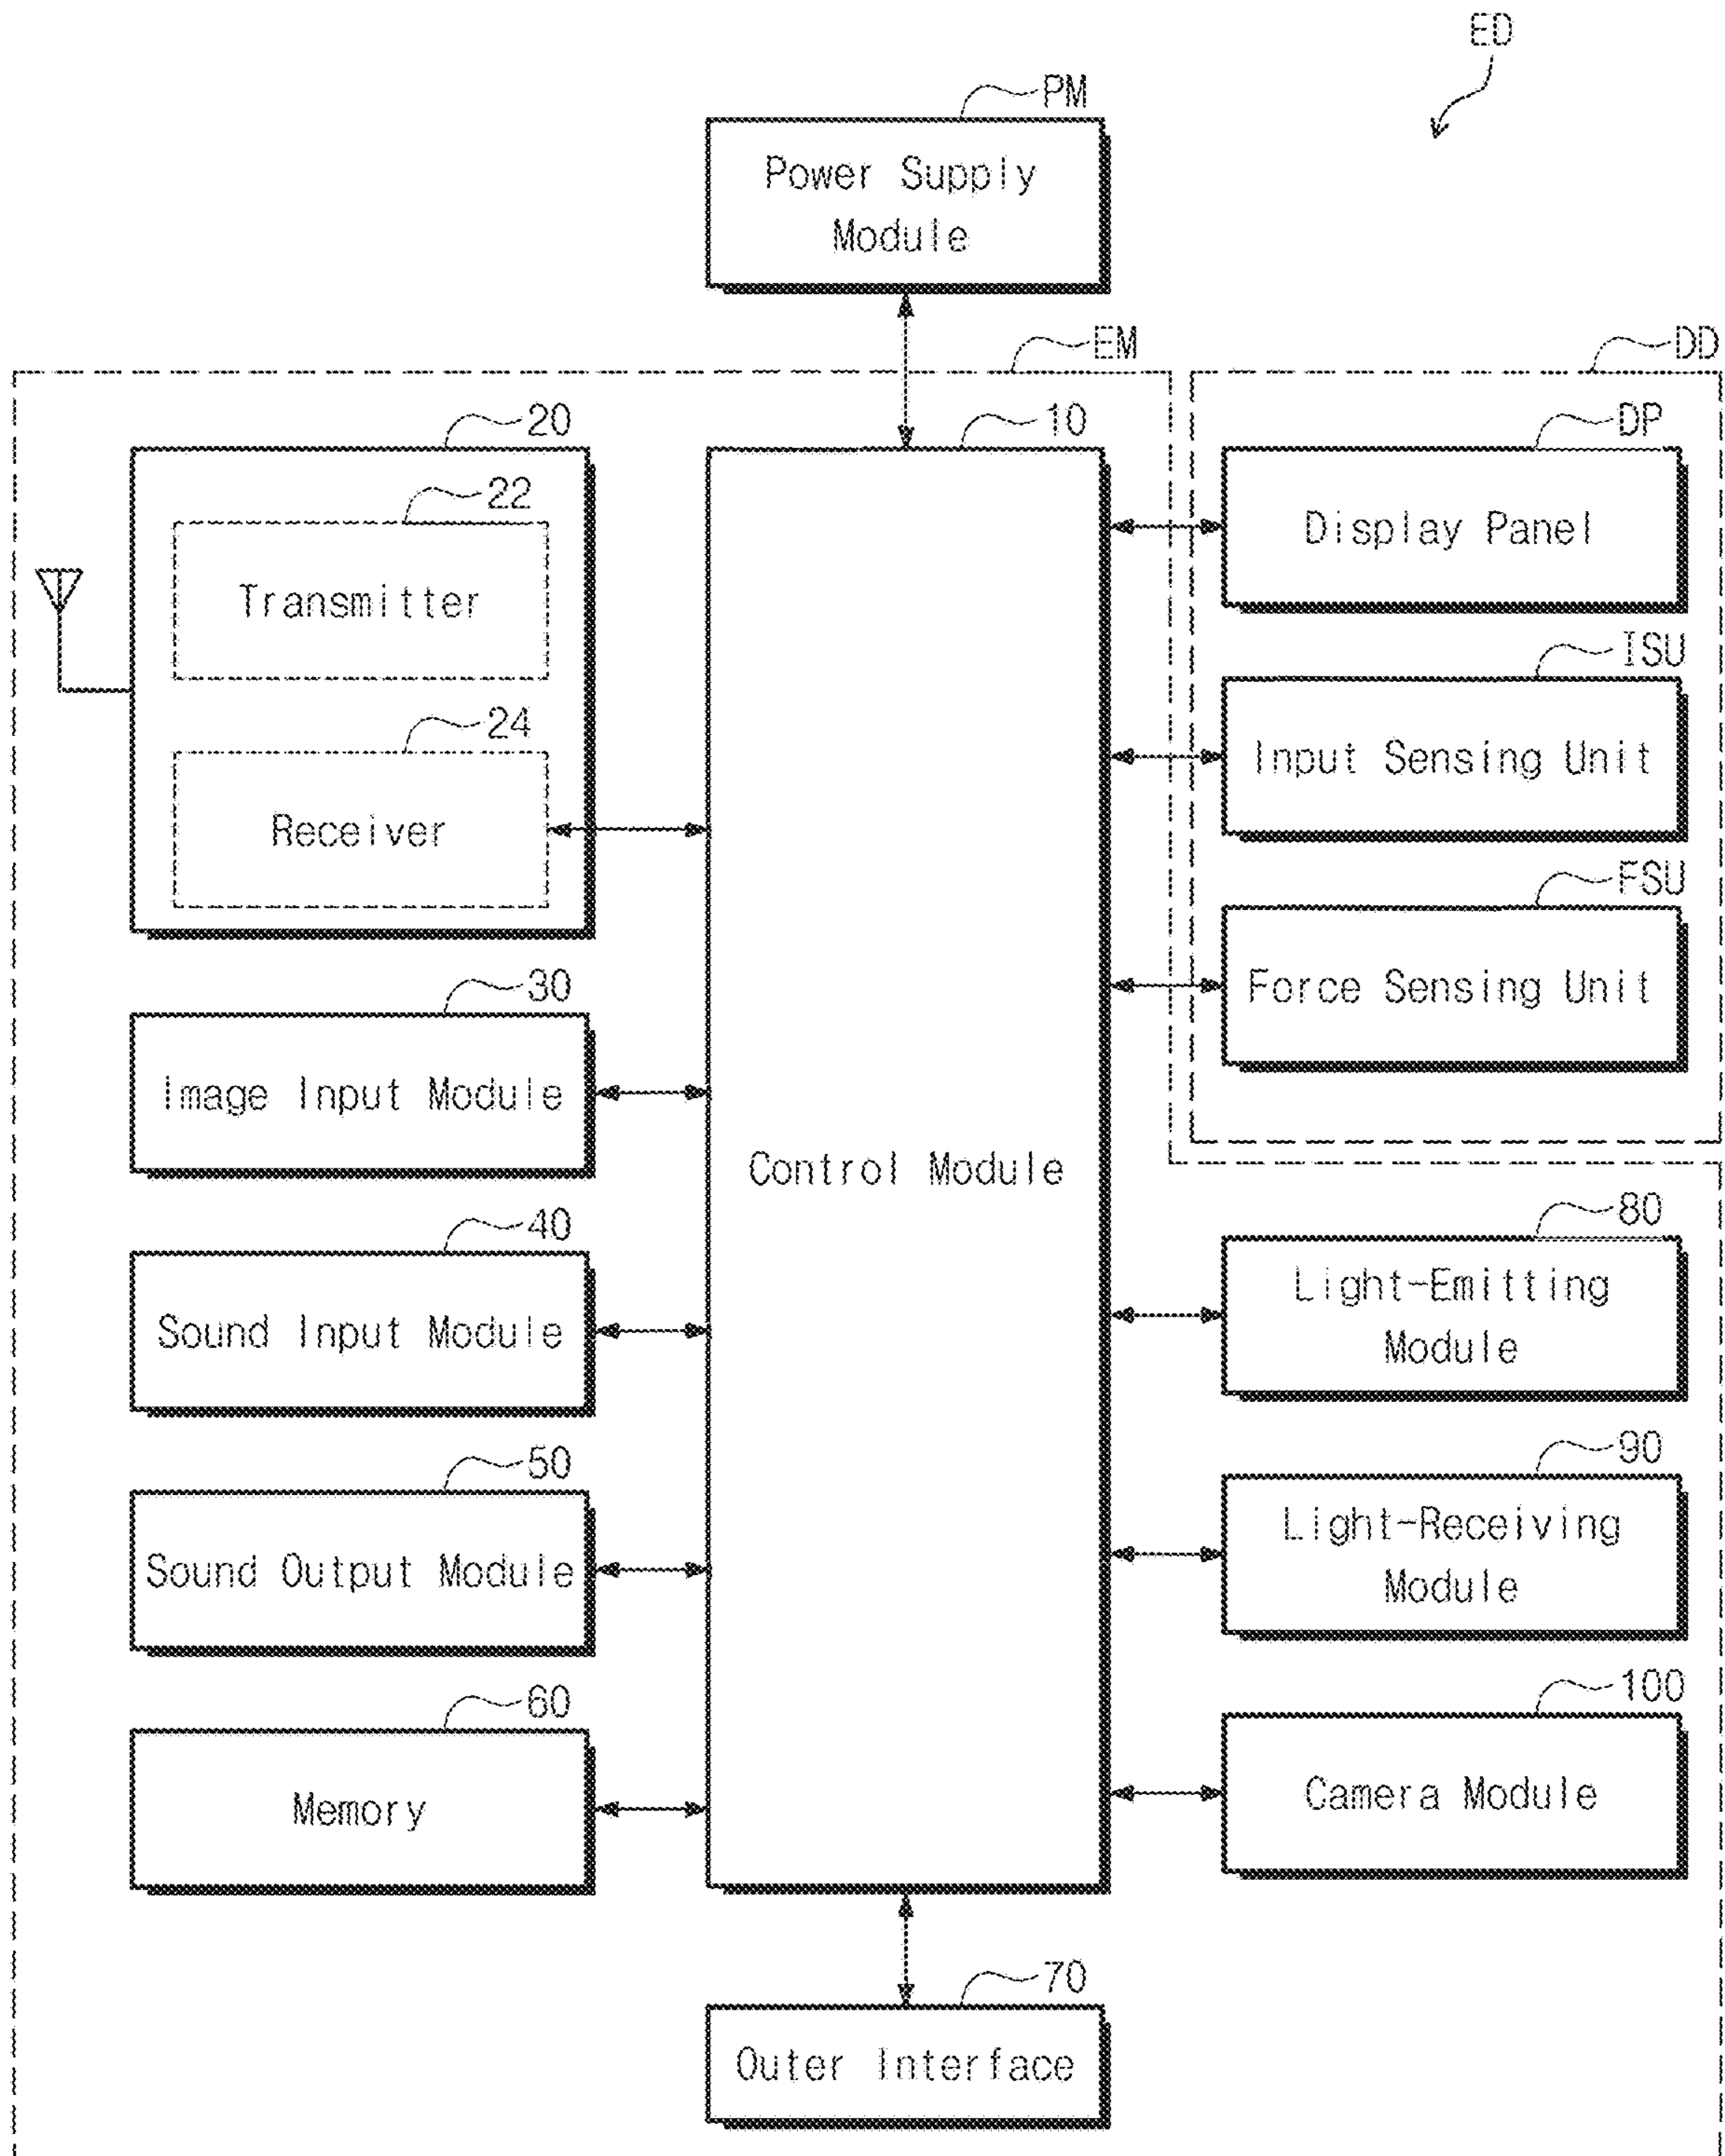 ED
PM
Power Supply
Module
EM
DD
20
10
DP
22
Transmitter
Display Panel
ISU
24
Receiver
Input Sensing Unit
FSU
Force Sensing Unit
30
Image Input Module
Control Module
40
Sound Input Module
80
Light-Emitting
Module
50
Sound Output Module
90
Light-Receiving
Module
60
Memory
100
Camera Module
70
Outer Interface